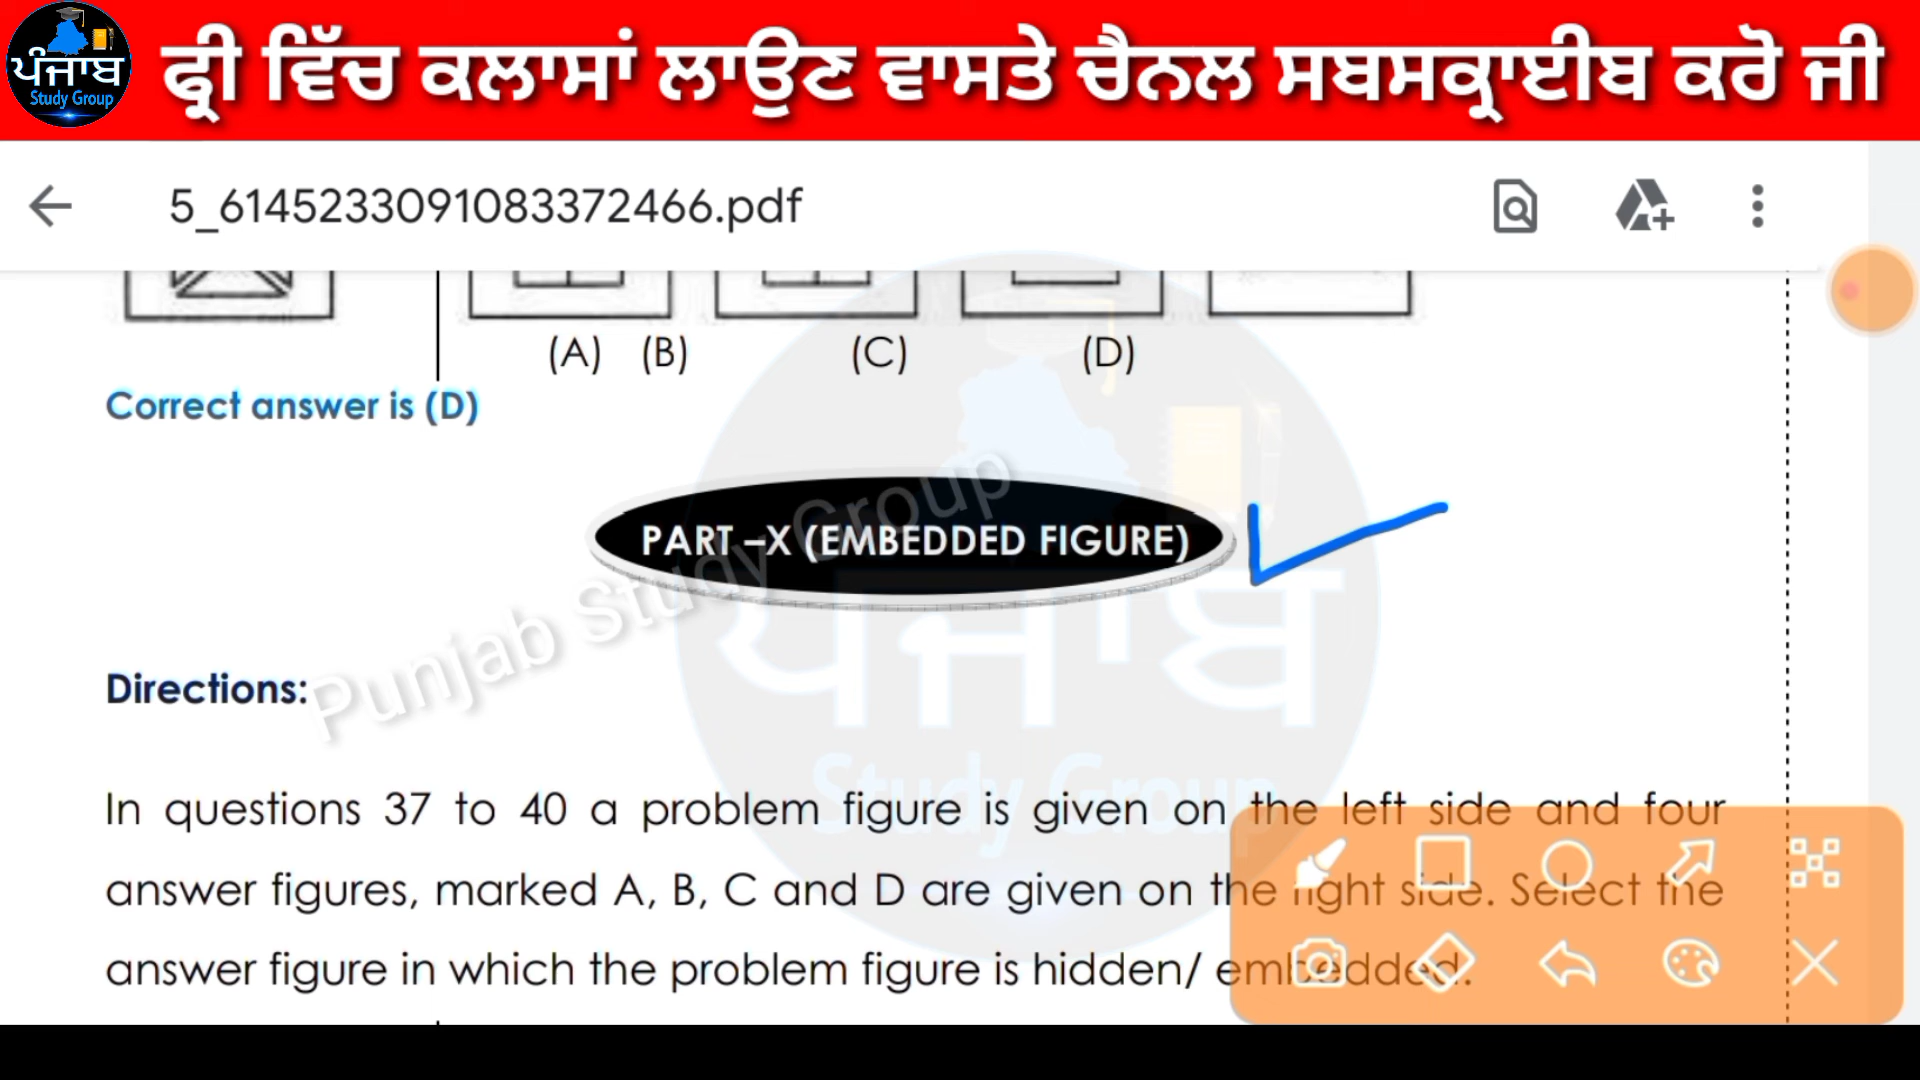 ਪੰਜਾਬ
Study Group
ਫ੍ਰੀ ਵਿੱਚ ਕਲਾਸਾਂ ਲਾਉਣ ਵਾਸਤੇ ਚੈਨਲ ਸਬਸਕ੍ਰਾਈਬ ਕਰੋ ਜੀ
5_6145233091083372466.pdf
(A) (B) (C) (D)
Correct answer is (D)
PART –X (EMBEDDED FIGURE)
Punjab Study Group
ਪੰਜਾਬ
Study Group
Directions:
In questions 37 to 40 a problem figure is given on the left side and four
answer figures, marked A, B, C and D are given on the right side. Select the
answer figure in which the problem figure is hidden/ embedded.